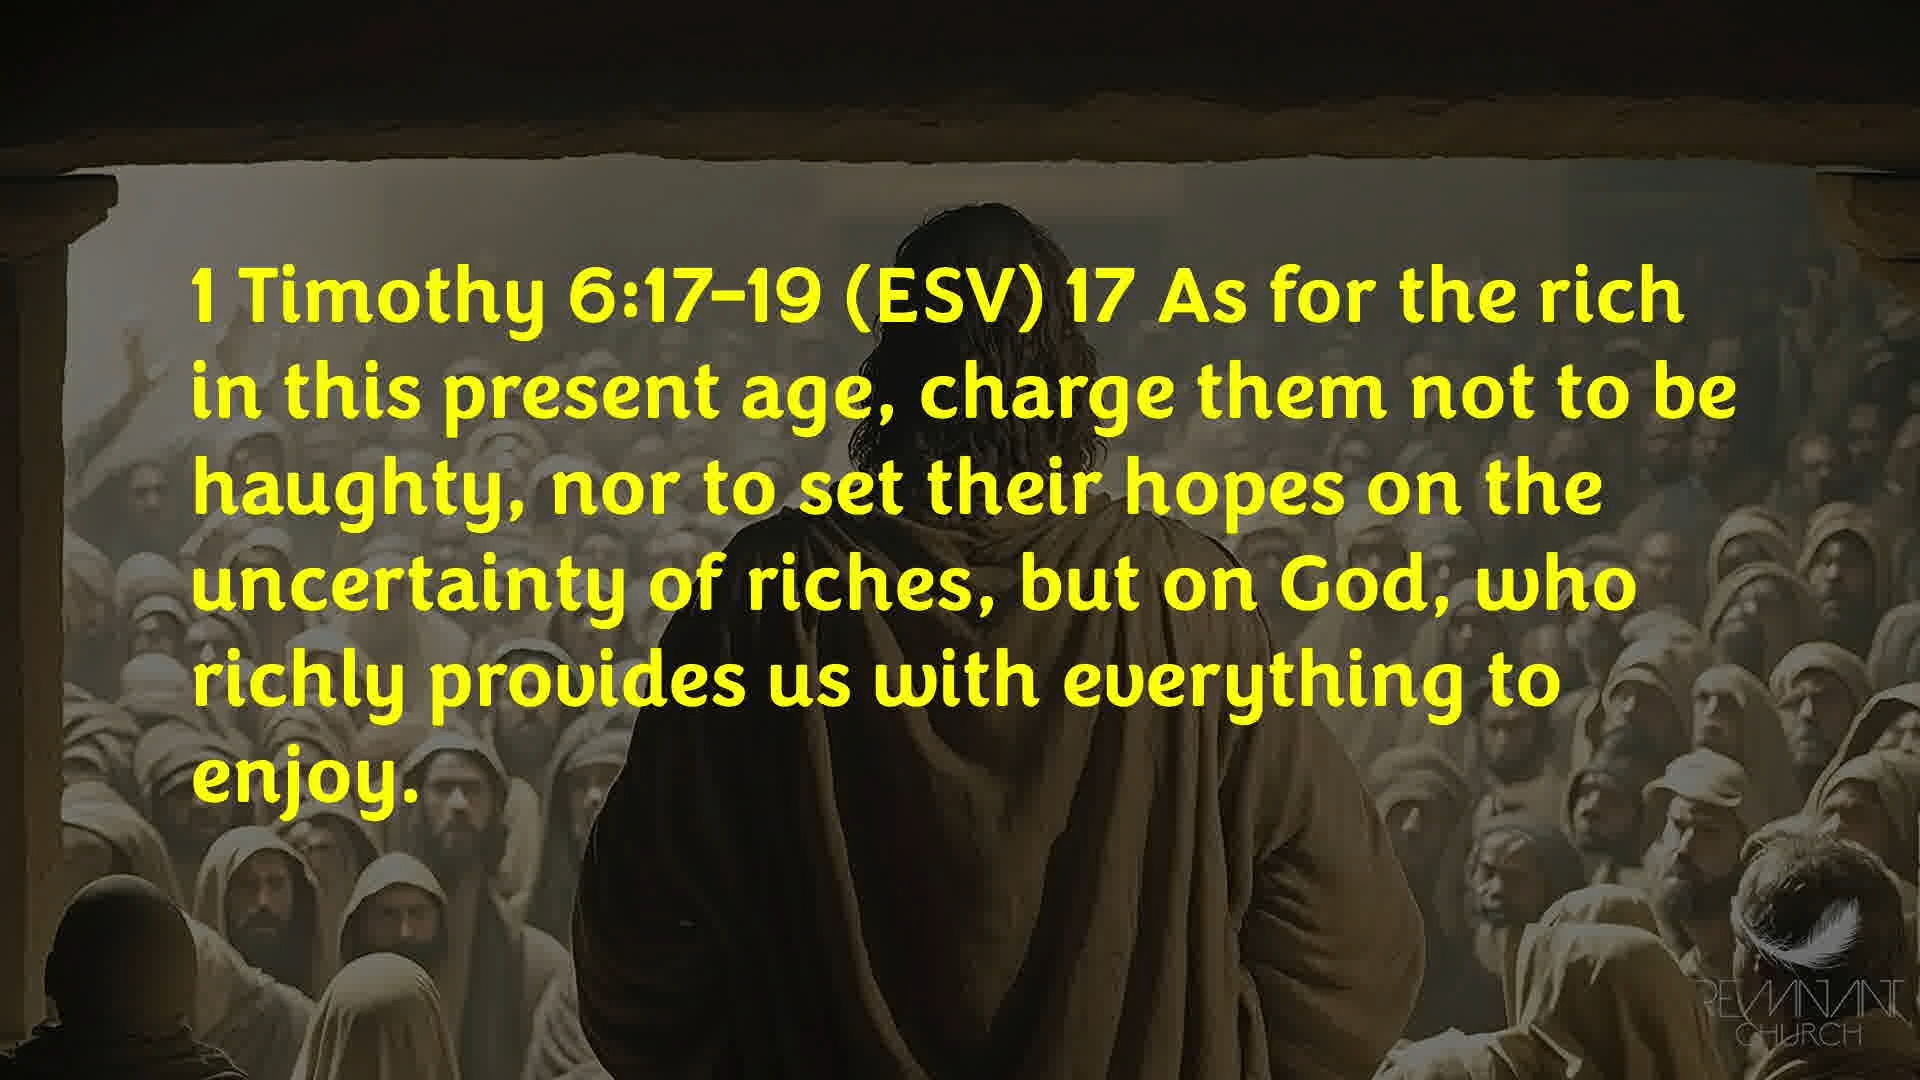 1 Timothy 6:17–19 (ESV) 17 As for the rich
in this present age, charge them not to be
haughty, nor to set their hopes on the
uncertainty of riches, but on God, who
richly provides us with everything to
enjoy.
REMNANT
CHURCH